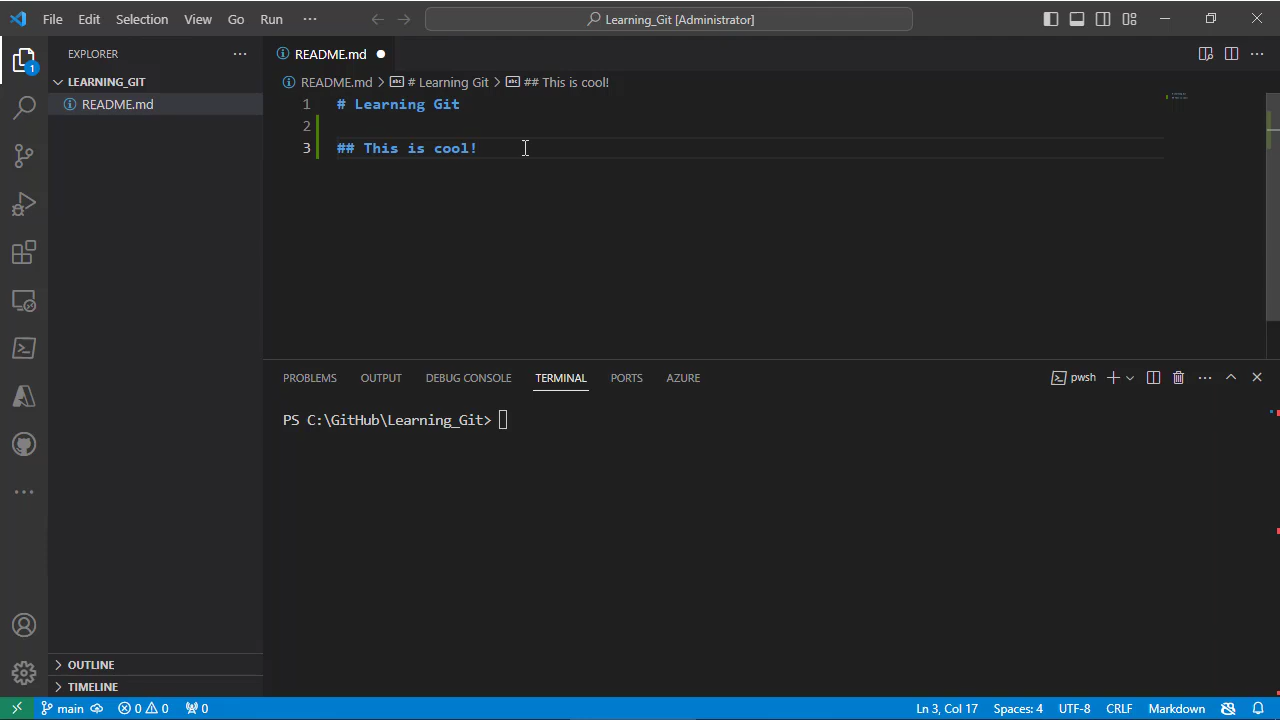 File Edit Selection View Go Run ··· Learning_Git [Administrator]
EXPLORER ···
LEARNING_GIT
README.md
README.md
README.md > # Learning Git > ## This is cool!
1 # Learning Git
2
3 ## This is cool!
PROBLEMS OUTPUT DEBUG CONSOLE TERMINAL PORTS AZURE pwsh
PS C:\GitHub\Learning_Git>
1
OUTLINE
TIMELINE
main 0 0 0 Ln 3, Col 17 Spaces: 4 UTF-8 CRLF Markdown